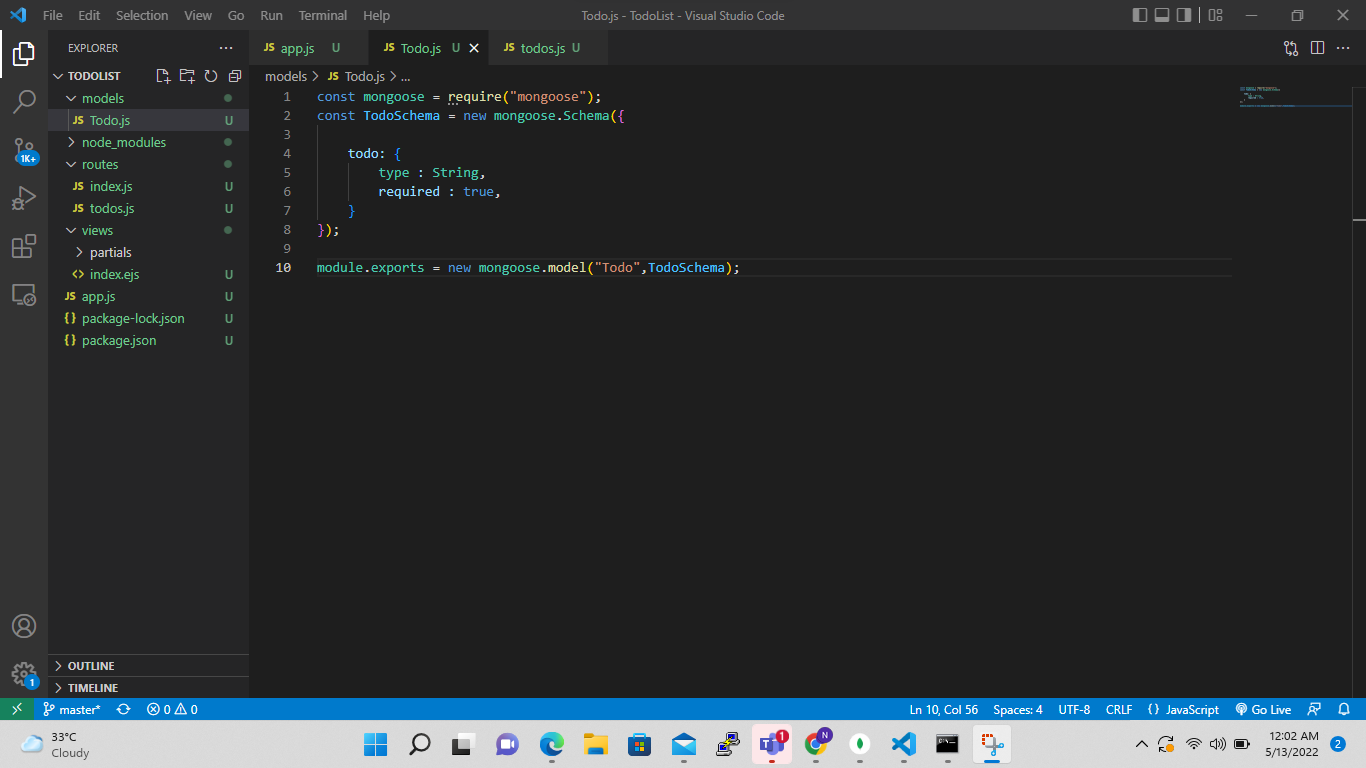 File Edit Selection View Go Run Terminal Help Todo.js - TodoList - Visual Studio Code
EXPLORER ...
JS app.js U JS Todo.js U JS todos.js U
TODOLIST
models > JS Todo.js > ...
models
JS Todo.js U
node_modules
routes
JS index.js U
JS todos.js U
views
partials
<> index.ejs U
JS app.js U
{} package-lock.json U
{} package.json U
1 const mongoose = require("mongoose");
2 const TodoSchema = new mongoose.Schema({
3
4 todo: {
5 type : String,
6 required : true,
7 }
8 });
9
10 module.exports = new mongoose.model("Todo",TodoSchema);
1K+
1
OUTLINE
TIMELINE
master* 0 0 Ln 10, Col 56 Spaces: 4 UTF-8 CRLF {} JavaScript Go Live
33°C
Cloudy
1
N
12:02 AM
5/13/2022
2